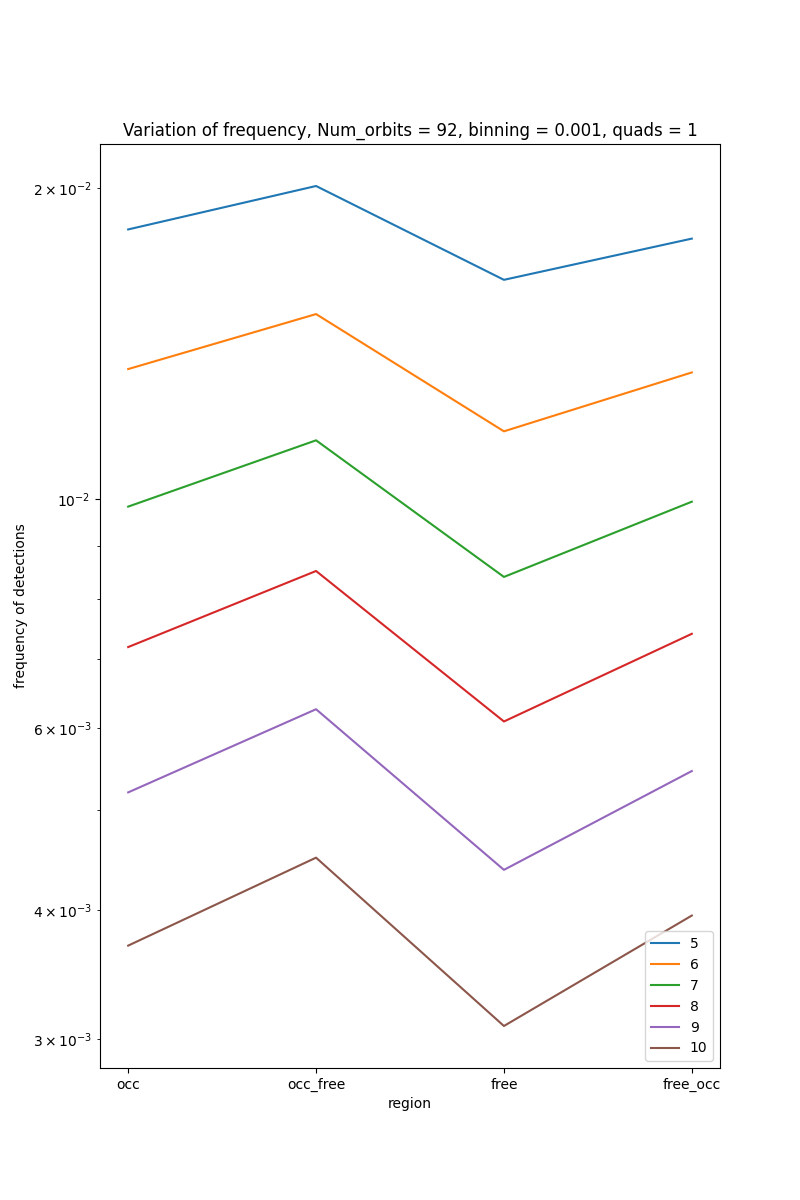 Variation of frequency, Num_orbits = 92, binning = 0.001, quads = 1
2 × 10⁻²
10⁻²
6 × 10⁻³
4 × 10⁻³
3 × 10⁻³
frequency of detections
occ occ_free free free_occ
region
5
6
7
8
9
10